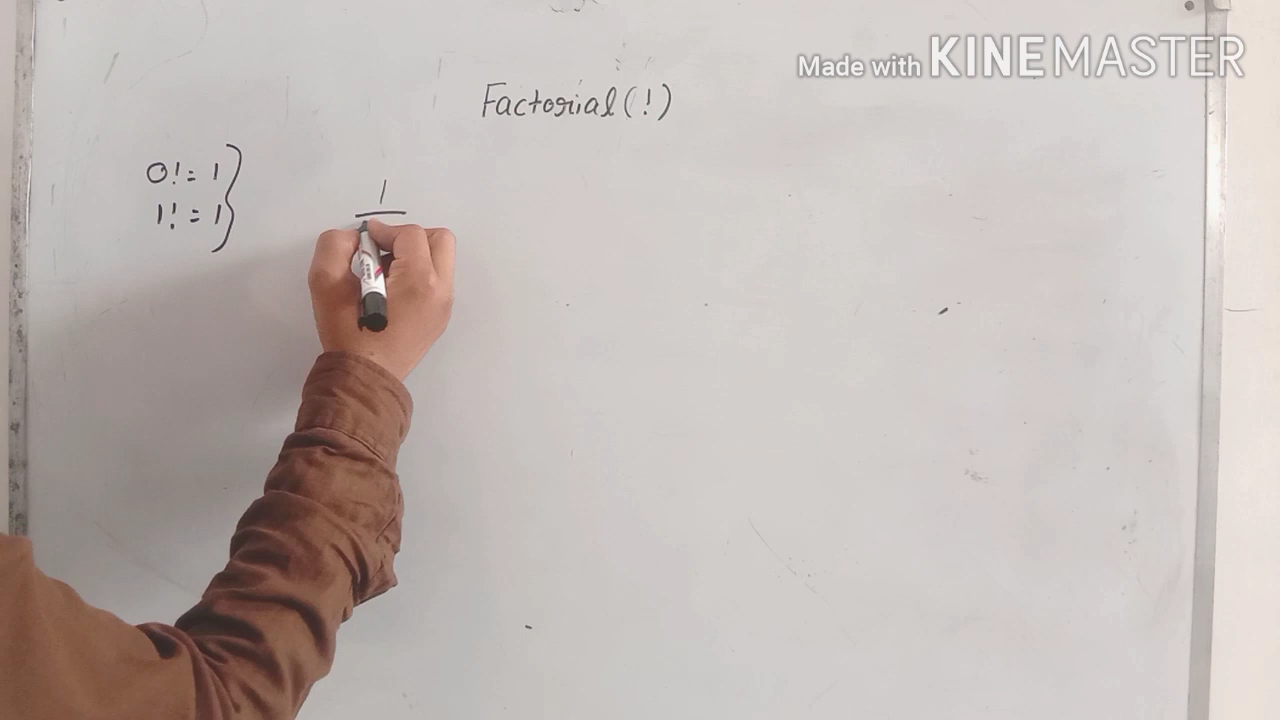 Made with KINEMASTER
Factorial (!)
0! = 1
1! = 1
1